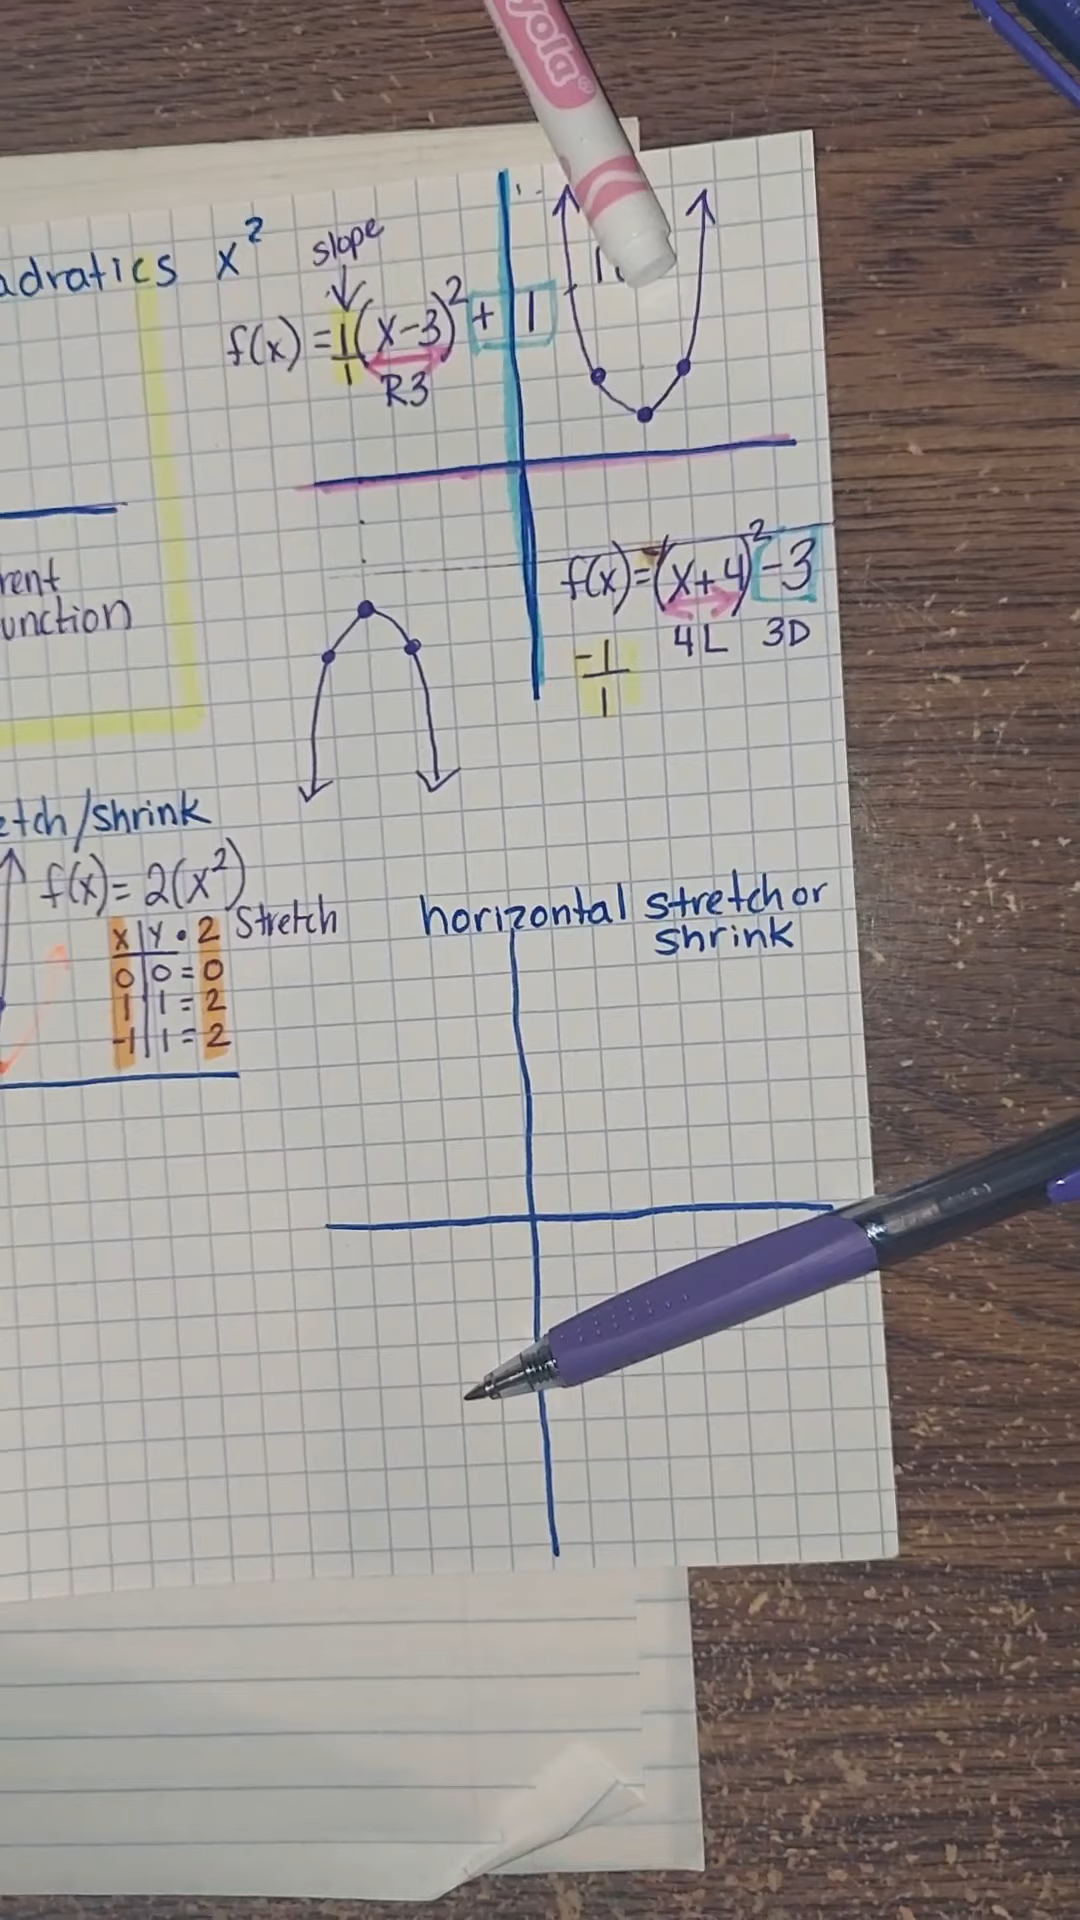 yola
adratics x²
slope
f(x) = 1(x-3)² + 1
1
R3
rent
unction
f(x)=-(x+4)²-3
4L 3D
-1
1
etch/shrink
f(x)= 2(x²)
Stretch
x | y • 2
0 | 0 = 0
1 | 1 = 2
-1 | 1 = 2
horizontal stretch or
shrink